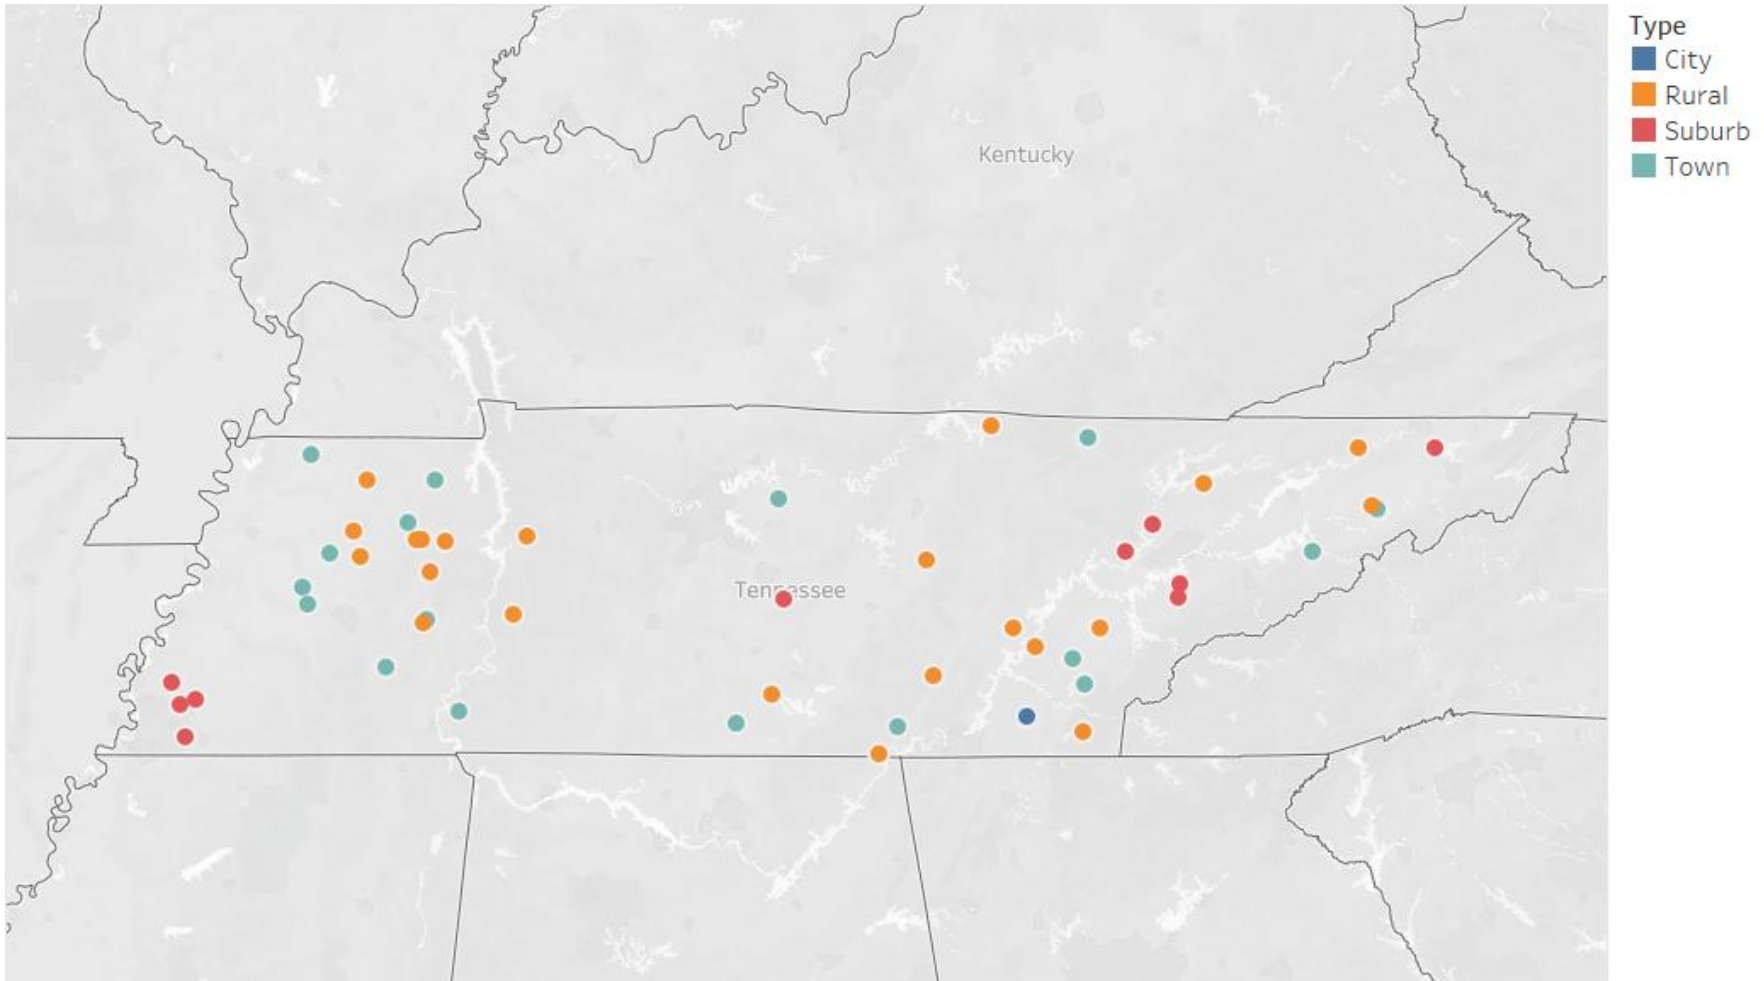 Type
City
Rural
Suburb
Town
Kentucky
Tennessee